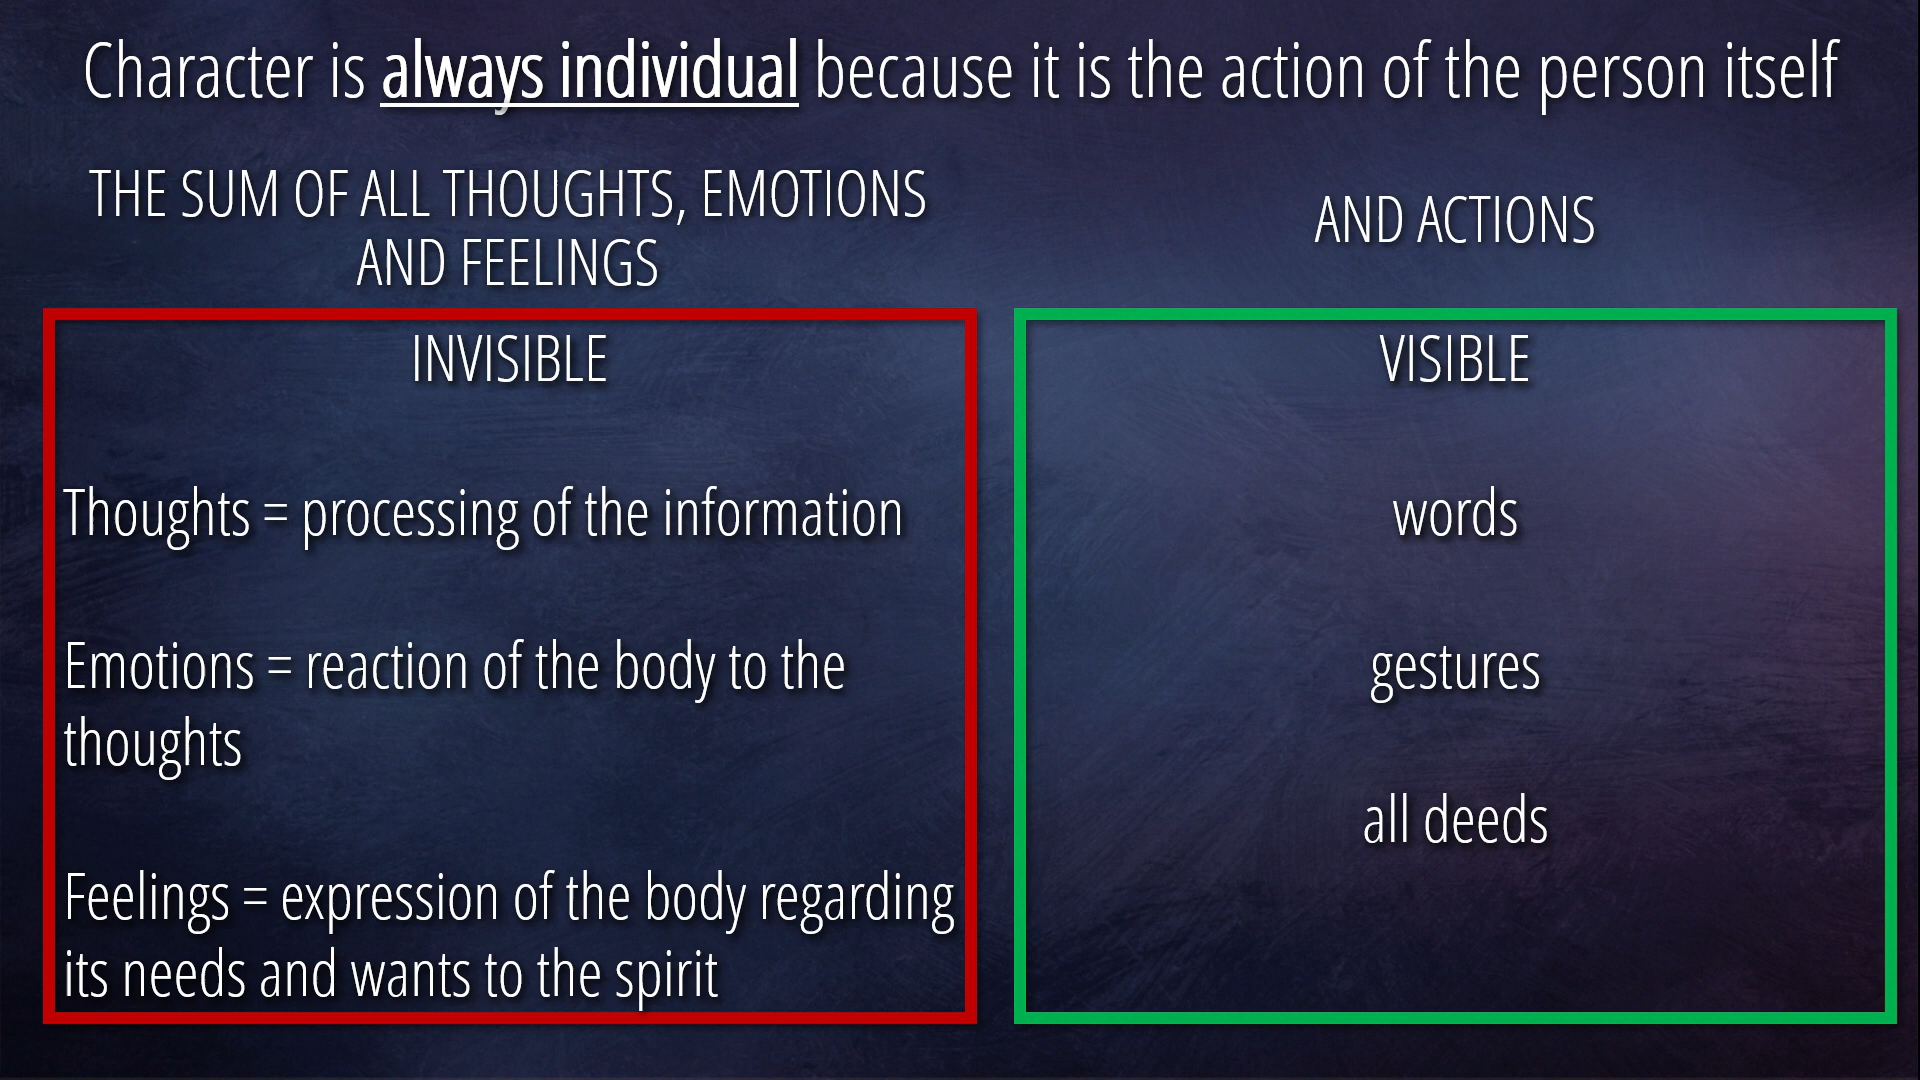 Character is always individual because it is the action of the person itself
THE SUM OF ALL THOUGHTS, EMOTIONS
AND FEELINGS
INVISIBLE
Thoughts = processing of the information
Emotions = reaction of the body to the
thoughts
Feelings = expression of the body regarding
its needs and wants to the spirit
AND ACTIONS
VISIBLE
words
gestures
all deeds